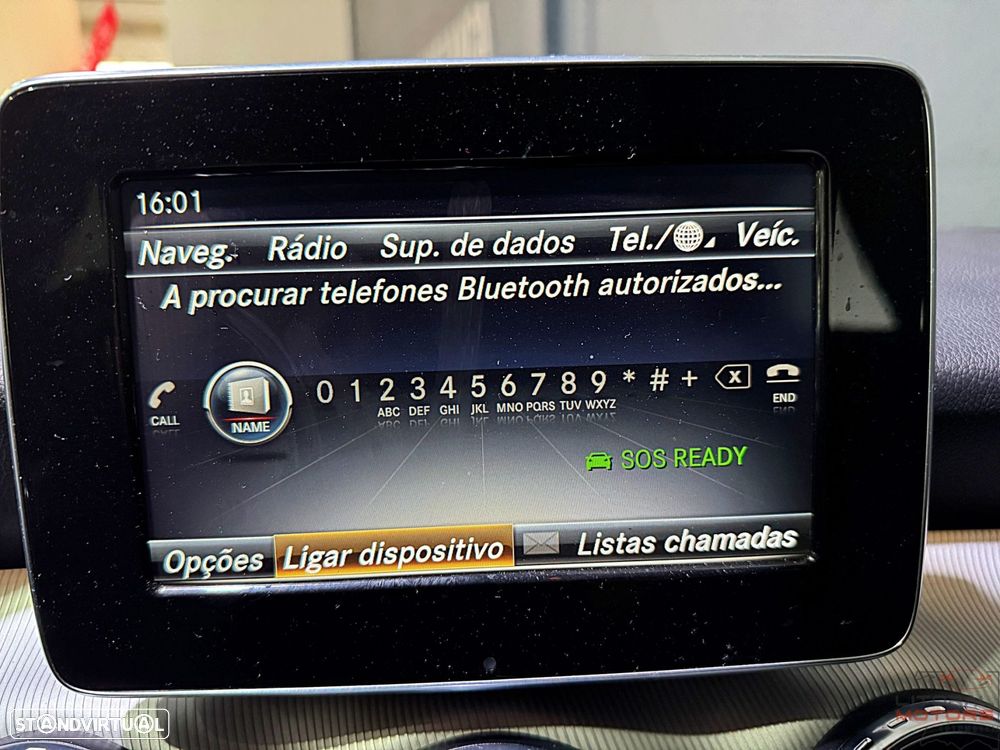 16:01
Naveg. Rádio Sup. de dados Tel./ Veíc.
A procurar telefones Bluetooth autorizados...
0 1 2 3 4 5 6 7 8 9 * # + X
ABC DEF GHI JKL MNO PQRS TUV WXYZ
CALL NAME END
SOS READY
Opções Ligar dispositivo Listas chamadas
STANDVIRTUAL
MOTORS